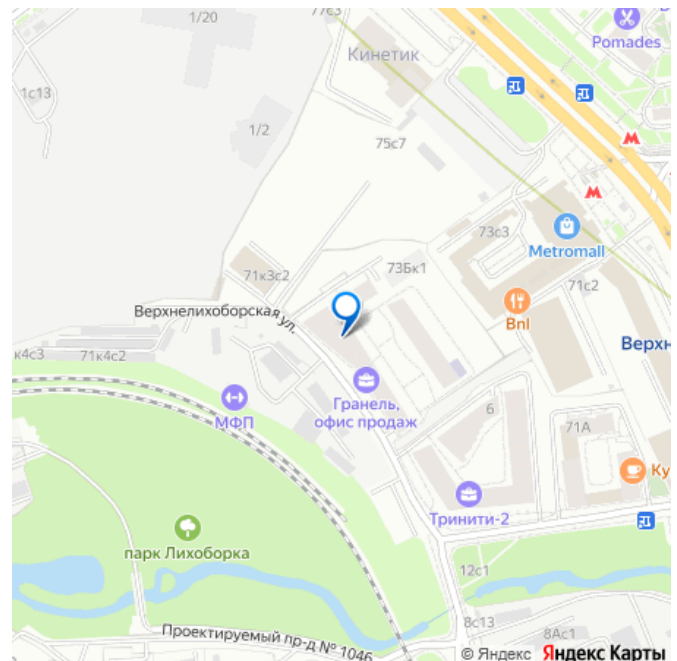 77с3
1/20
Pomades
Кинетик
1с13
1/2
75с7
73с3
Metromall
73Бк1
71к3с2
71с2
Верхнелихоборская ул.
Bnl
Верхн
к4с3
71к4с2
Гранель,
офис продаж
МФП
6
71А
Ку
Тринити-2
парк Лихоборка
12с1
8с13
Проектируемый пр-д № 1046
8Ас1
© Яндекс Яндекс Карты